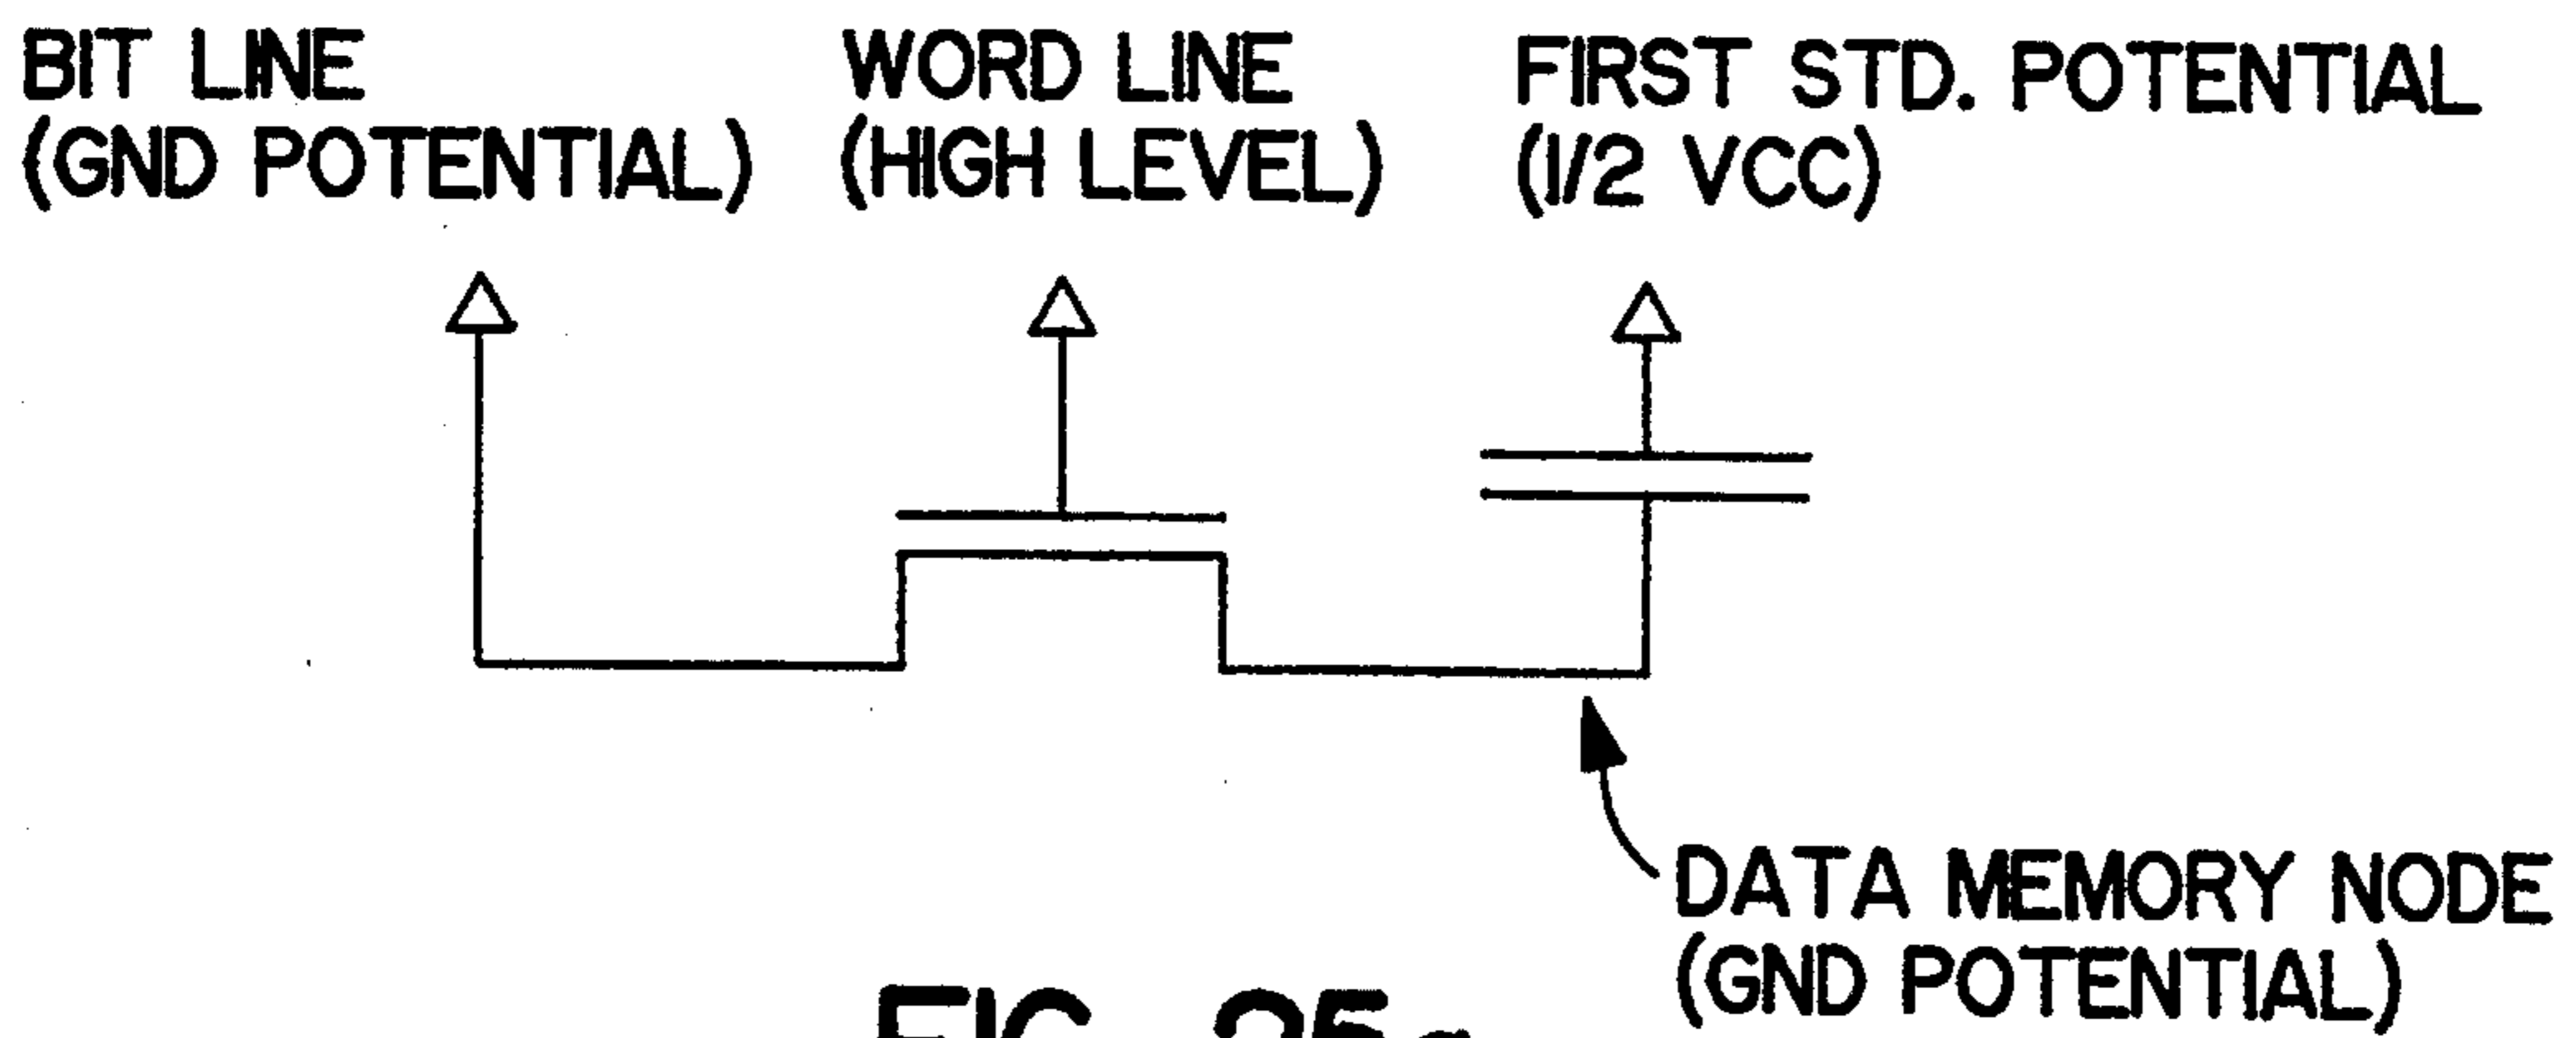 BIT LINE
(GND POTENTIAL)
WORD LINE
(HIGH LEVEL)
FIRST STD. POTENTIAL
(1/2 VCC)
DATA MEMORY NODE
(GND POTENTIAL)
FIG.